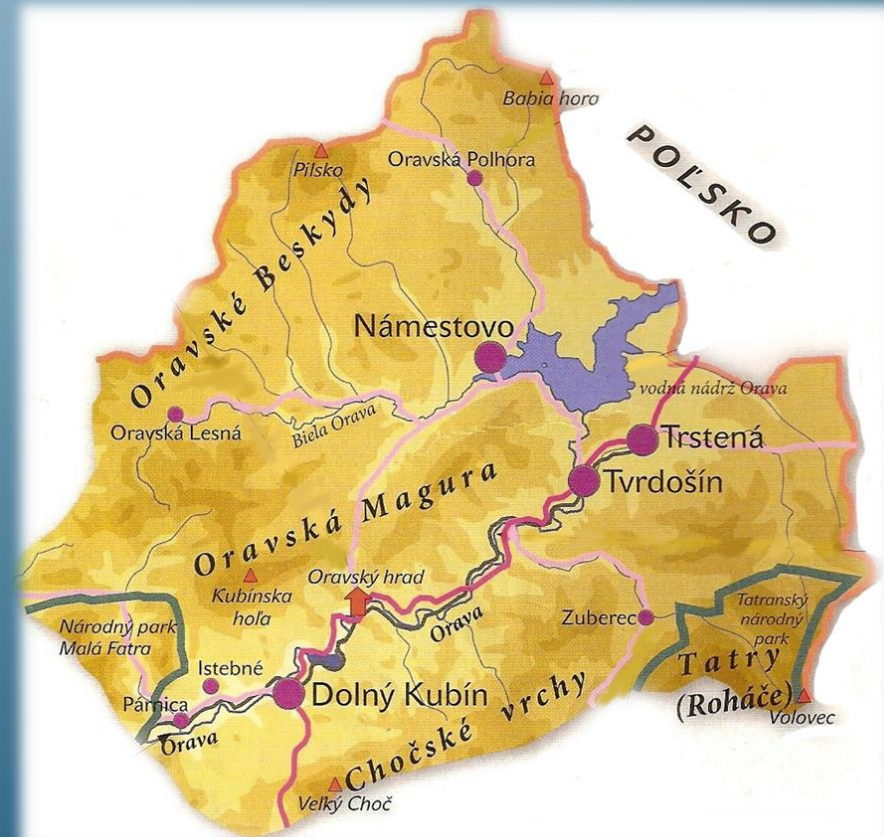 Babia hora
POĽSKO
Oravská Polhora
Pilsko
Oravské Beskydy
Námestovo
vodná nádrž Orava
Oravská Lesná
Biela Orava
Trstená
Tvrdošín
Oravská Magura
Oravský hrad
Kubínska
hoľa
Orava
Zuberec
Tatranský
národný
park
Národný park
Malá Fatra
Istebné
Párnica
Dolný Kubín
Tatry
(Roháče)
Volovec
Orava
Chočské vrchy
Veľký Choč